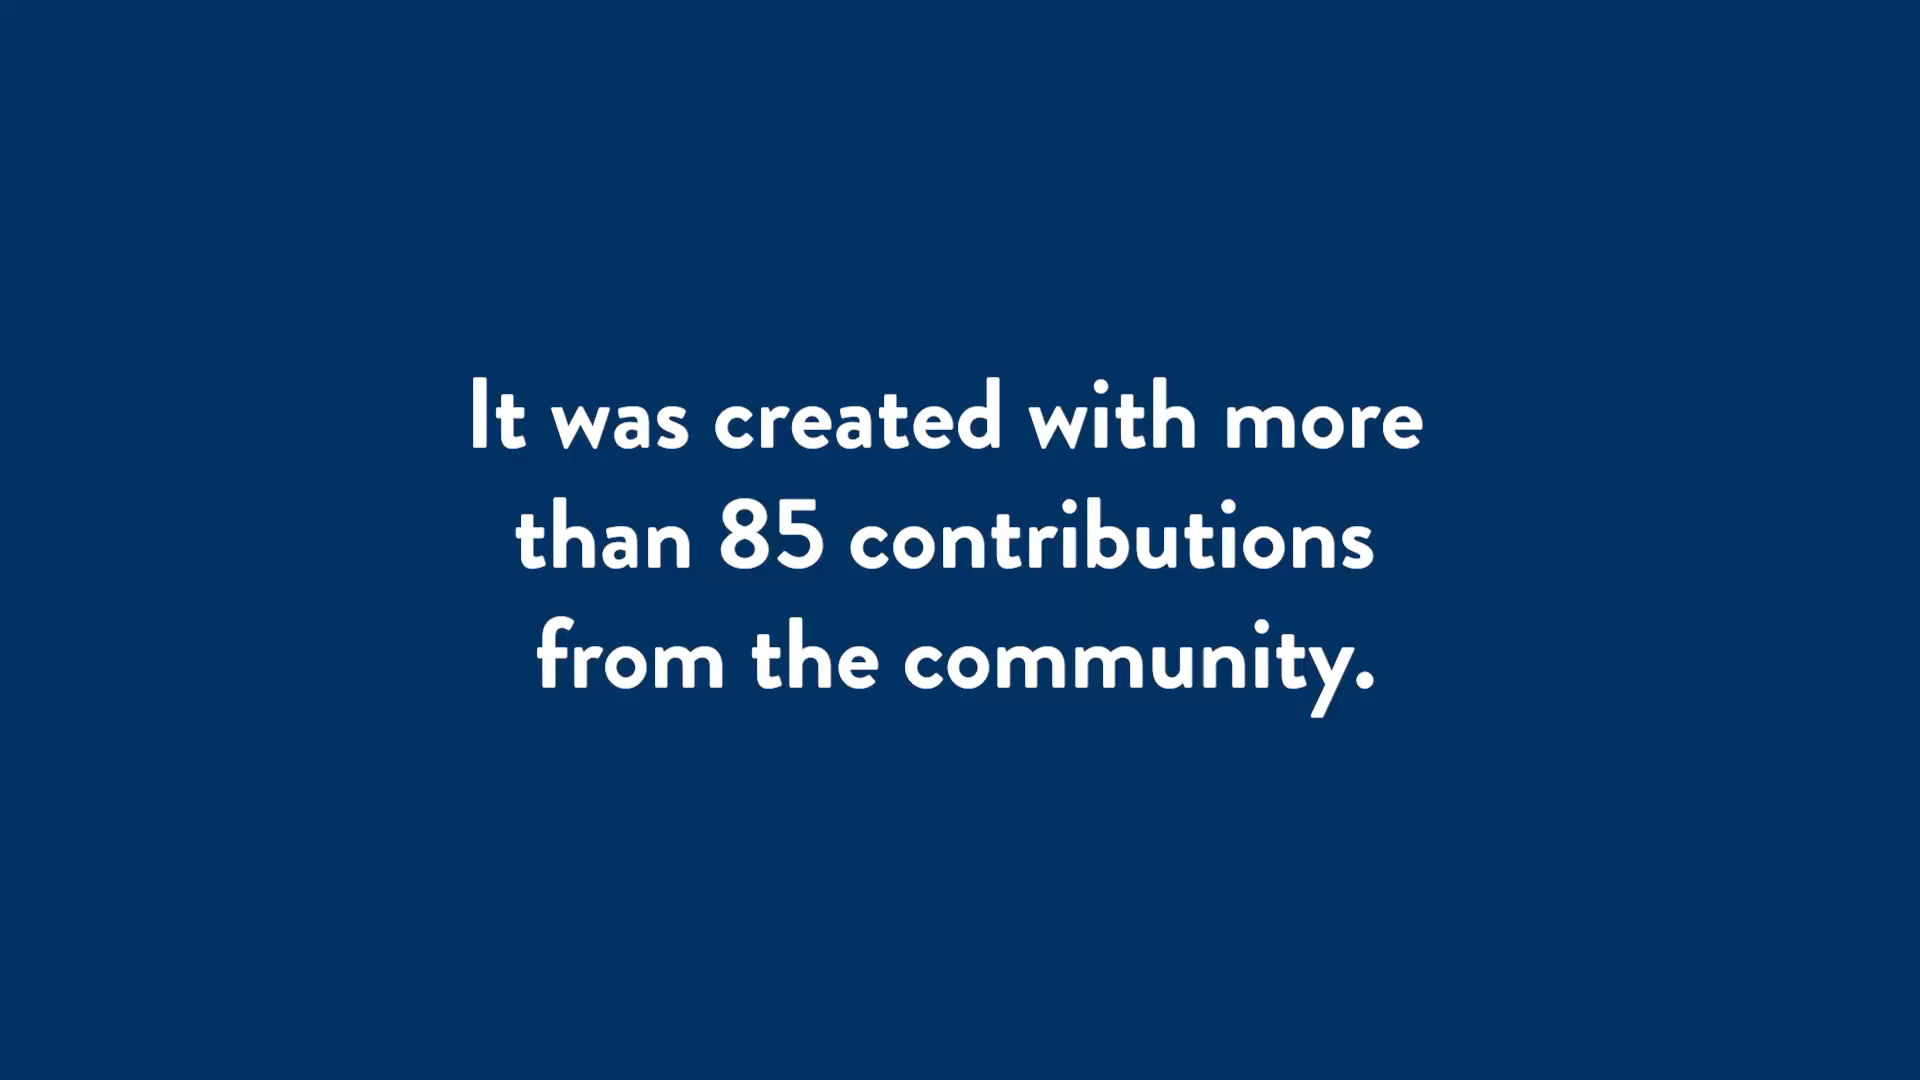 It was created with more
than 85 contributions
from the community.